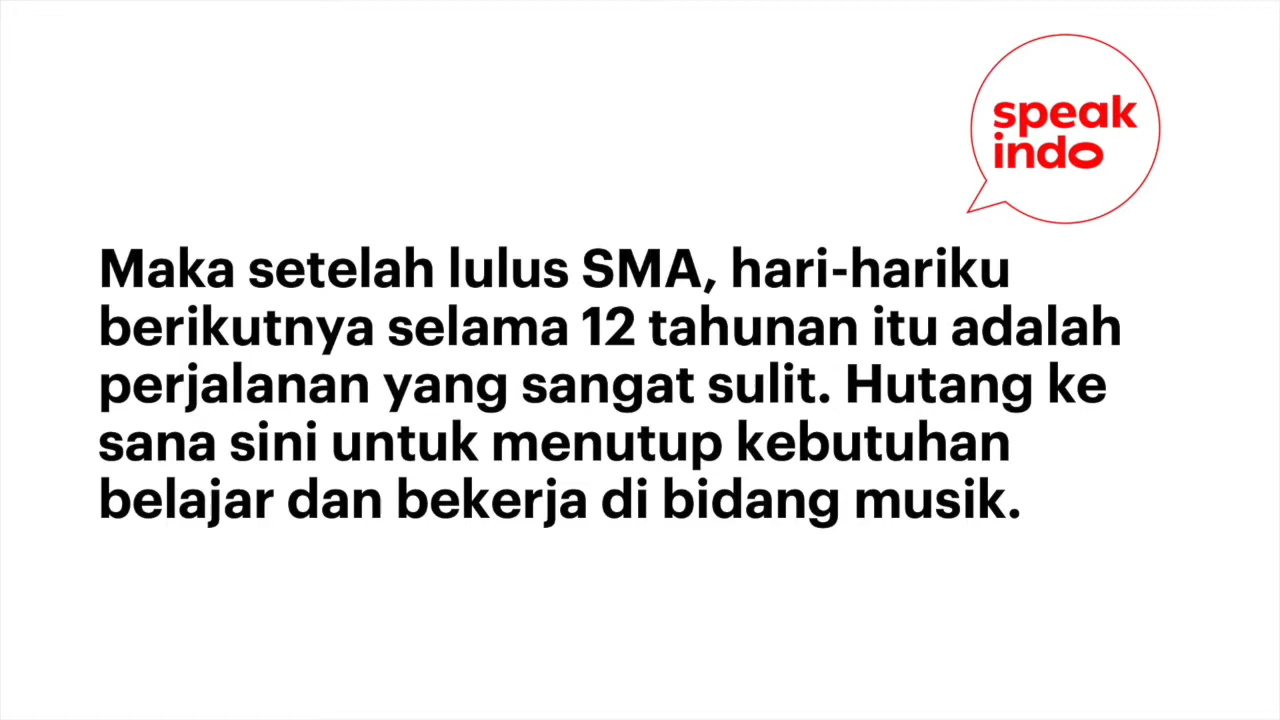 speak
indo
Maka setelah lulus SMA, hari-hariku
berikutnya selama 12 tahunan itu adalah
perjalanan yang sangat sulit. Hutang ke
sana sini untuk menutup kebutuhan
belajar dan bekerja di bidang musik.